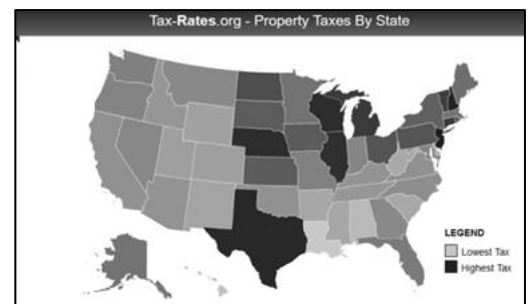 Tax-Rates.org - Property Taxes By State
LEGEND
Lowest Tax
Highest Tax